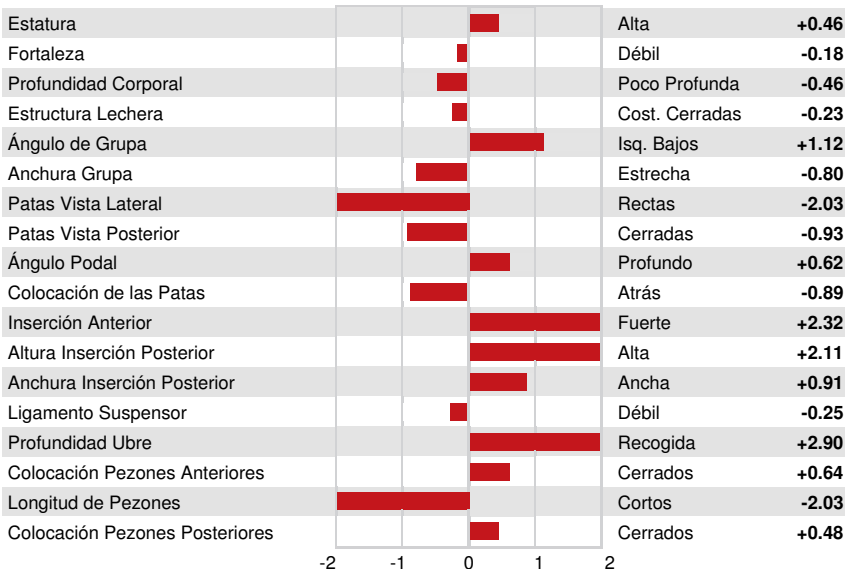 Estatura Alta +0.46
Fortaleza Débil -0.18
Profundidad Corporal Poco Profunda -0.46
Estructura Lechera Cost. Cerradas -0.23
Ángulo de Grupa Isq. Bajos +1.12
Anchura Grupa Estrecha -0.80
Patas Vista Lateral Rectas -2.03
Patas Vista Posterior Cerradas -0.93
Ángulo Podal Profundo +0.62
Colocación de las Patas Atrás -0.89
Inserción Anterior Fuerte +2.32
Altura Inserción Posterior Alta +2.11
Anchura Inserción Posterior Ancha +0.91
Ligamento Suspensor Débil -0.25
Profundidad Ubre Recogida +2.90
Colocación Pezones Anteriores Cerrados +0.64
Longitud de Pezones Cortos -2.03
Colocación Pezones Posteriores Cerrados +0.48
-2 -1 0 1 2